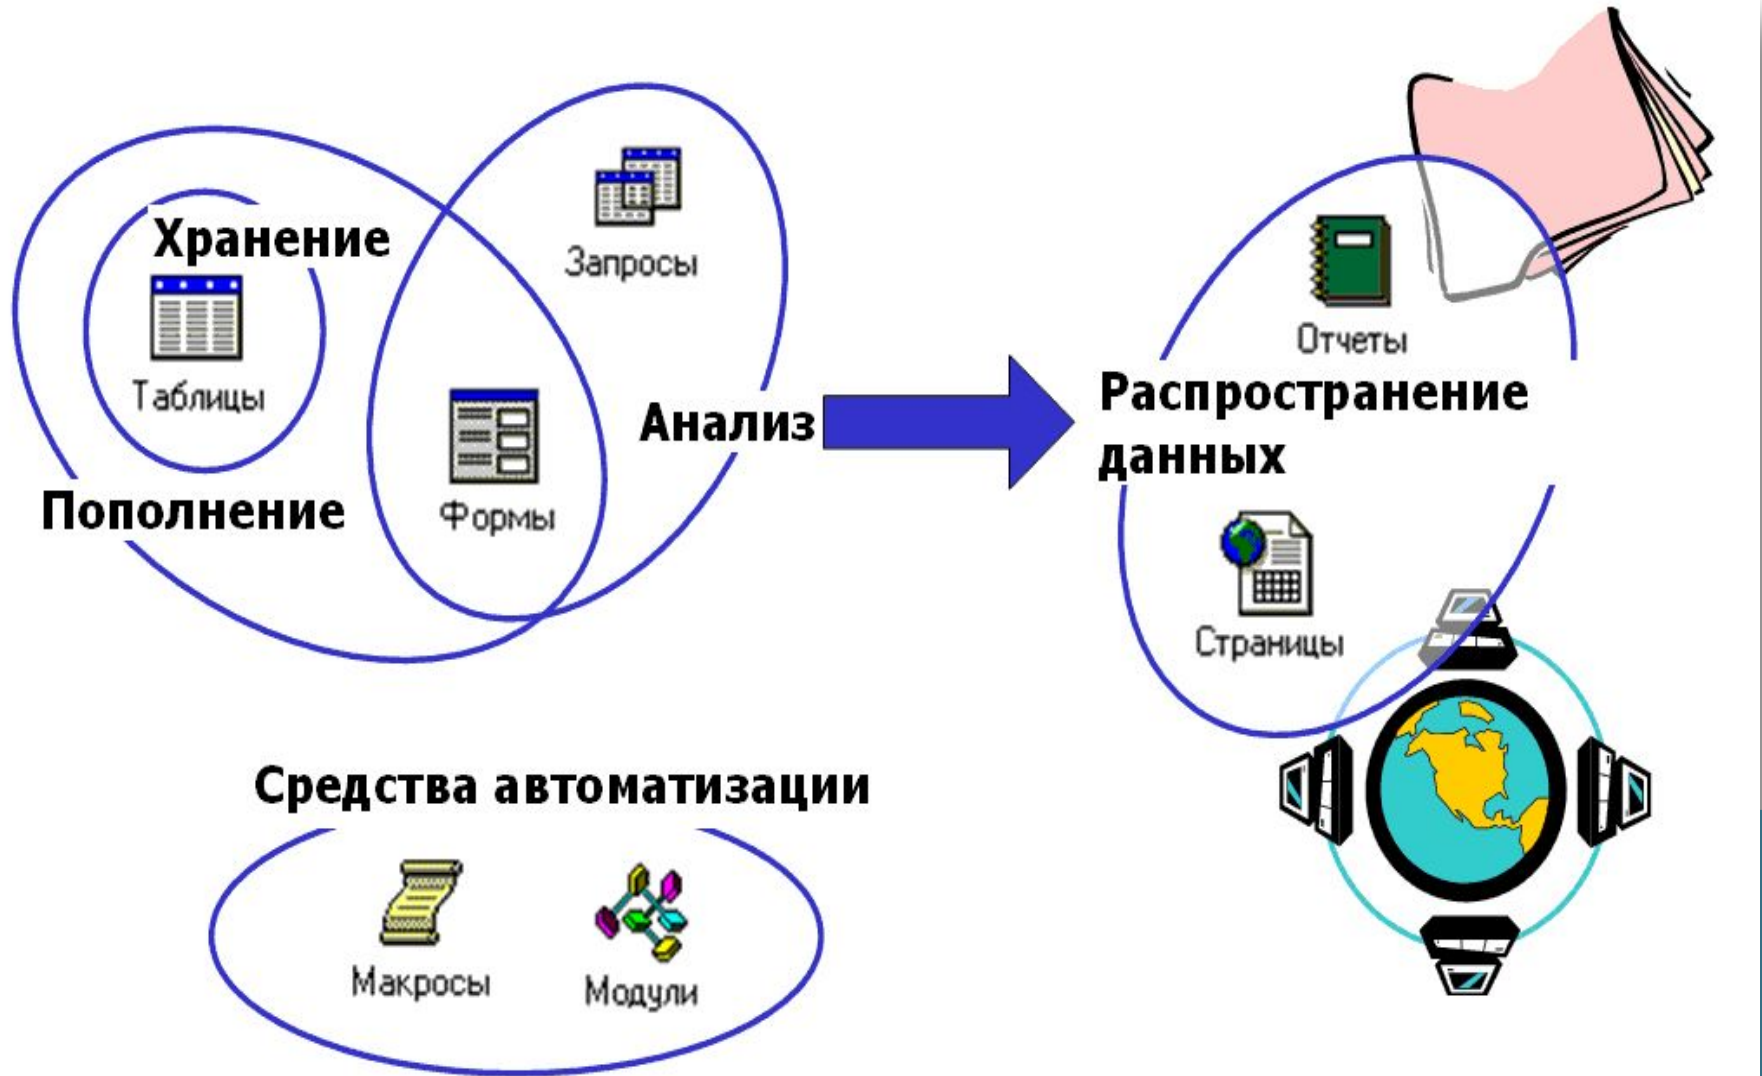 Хранение
Таблицы
Пополнение
Запросы
Формы
Анализ
Отчеты
Распространение
данных
Страницы
Средства автоматизации
Макросы
Модули